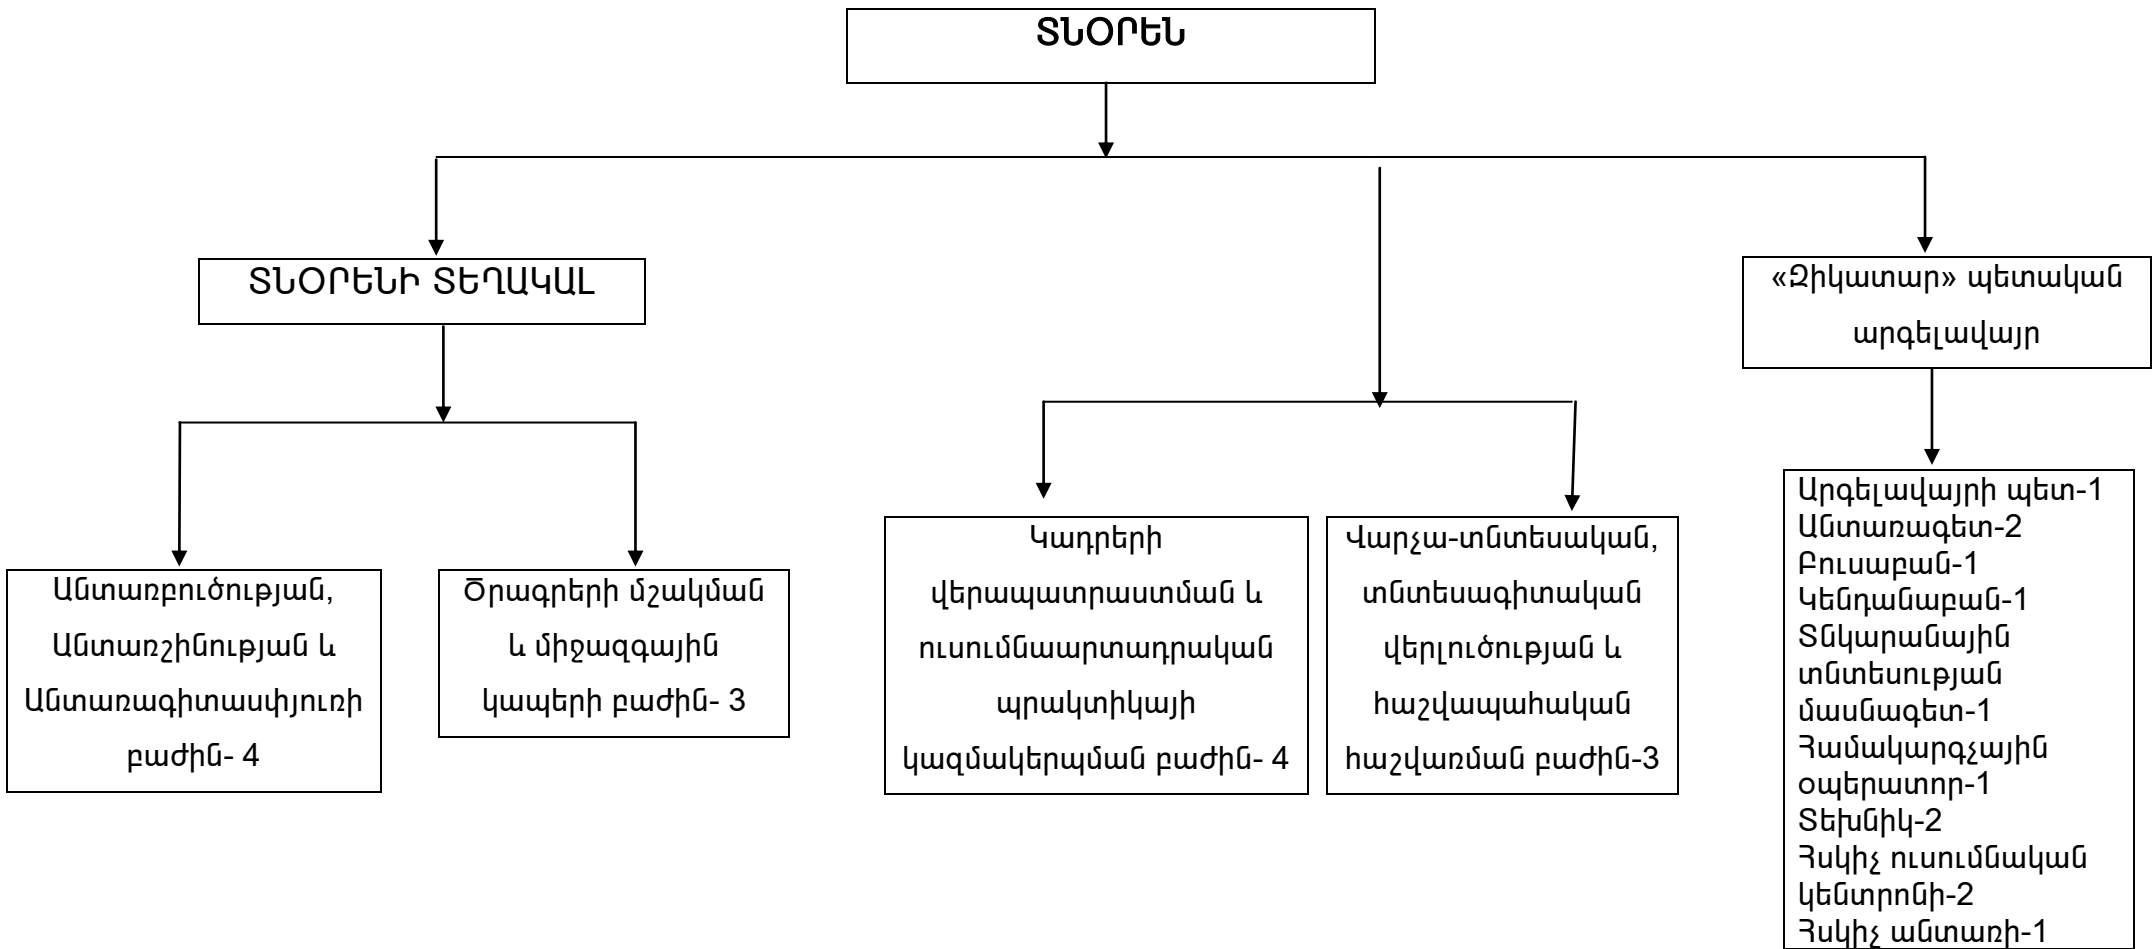 ՏՆՕՐԵՆ
ՏՆՕՐԵՆԻ ՏԵՂԱԿԱԼ
«Զիկատար» պետական
արգելավայր
Անտառբուծության,
Անտառշինության և
Անտառագիտասփյուռի
բաժին- 4
Ծրագրերի մշակման
և միջազգային
կապերի բաժին- 3
Կադրերի
վերապատրաստման և
ուսումնաարտադրական
պրակտիկայի
կազմակերպման բաժին- 4
Վարչա-տնտեսական,
տնտեսագիտական
վերլուծության և
հաշվապահական
հաշվառման բաժին-3
Արգելավայրի պետ-1
Անտառագետ-2
Բուսաբան-1
Կենդանաբան-1
Տնկարանային
տնտեսության
մասնագետ-1
Համակարգչային
օպերատոր-1
Տեխնիկ-2
Հսկիչ ուսումնական
կենտրոնի-2
Հսկիչ անտառի-1